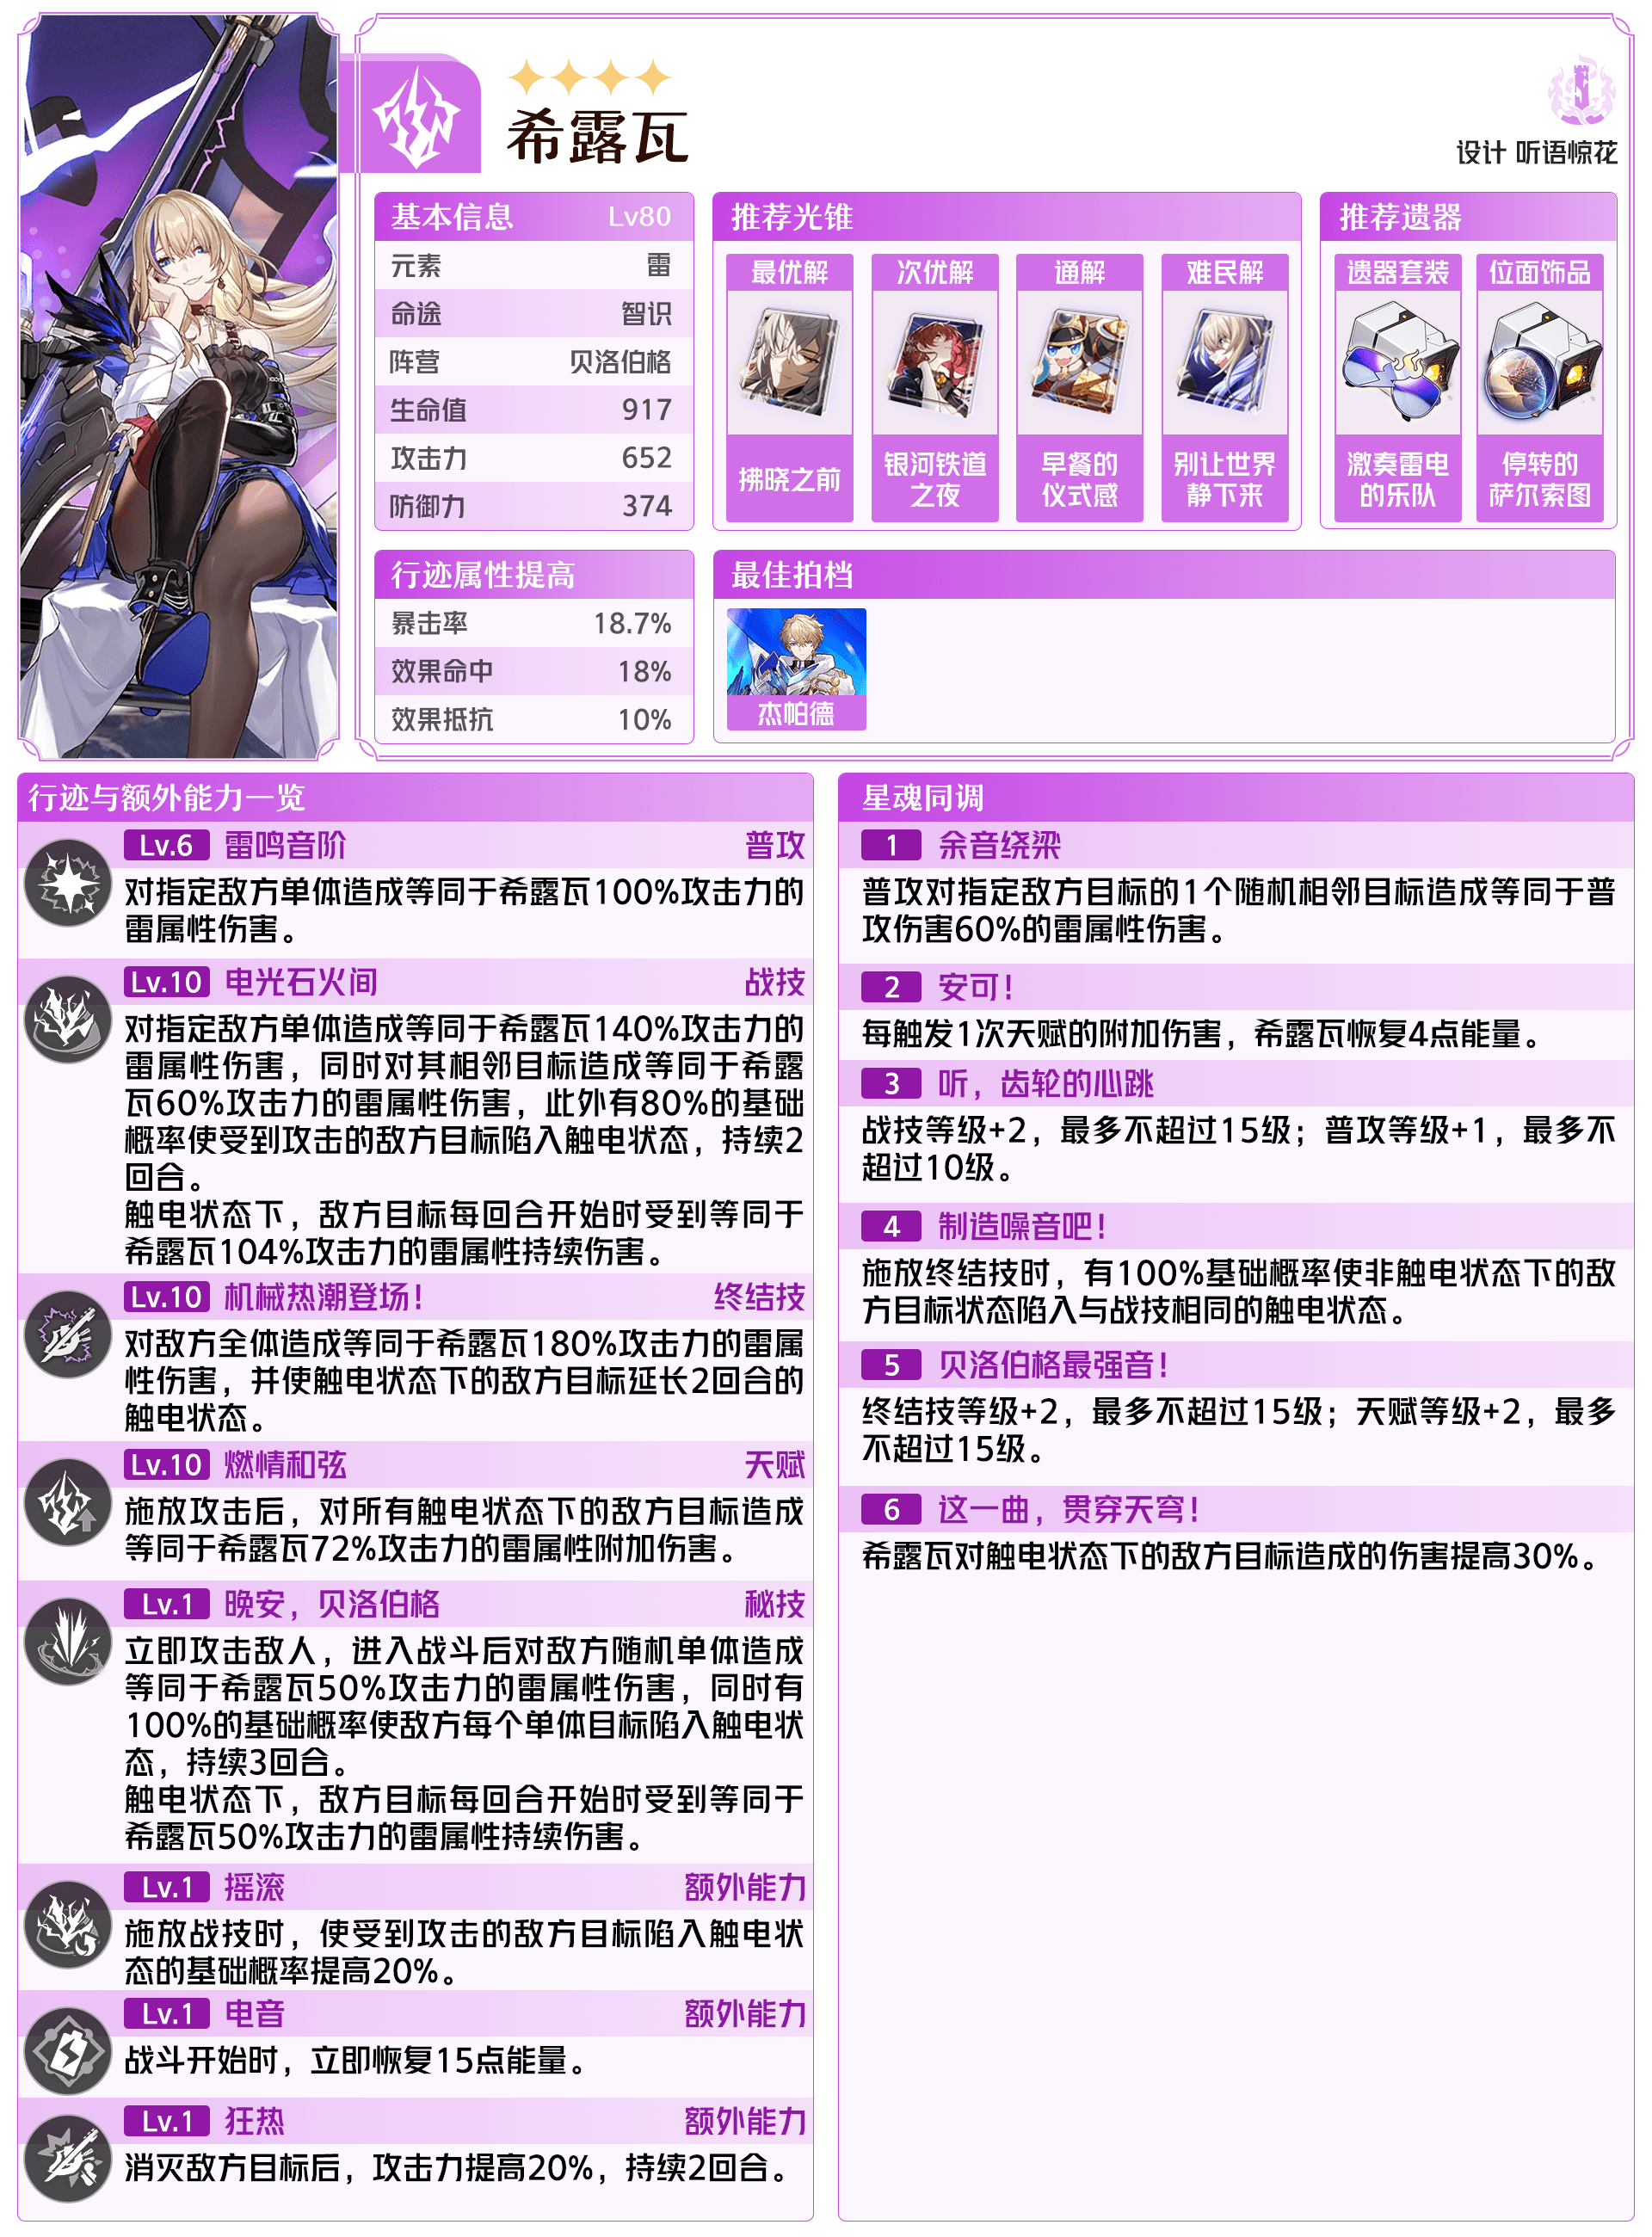 希露瓦
设计 听语惊花
基本信息 Lv80
元素 雷
命途 智识
阵营 贝洛伯格
生命值 917
攻击力 652
防御力 374
推荐光锥
最优解 次优解 通解 难民解
拂晓之前 银河铁道 早餐的 别让世界
之夜 仪式感 静下来
推荐遗器
遗器套装 位面饰品
激奏雷电 停转的
的乐队 萨尔索图
行迹属性提高
暴击率 18.7%
效果命中 18%
效果抵抗 10%
最佳拍档
杰帕德
行迹与额外能力一览
Lv.6 雷鸣音阶 普攻
对指定敌方单体造成等同于希露瓦100%攻击力的
雷属性伤害。
Lv.10 电光石火间 战技
对指定敌方单体造成等同于希露瓦140%攻击力的
雷属性伤害，同时对其相邻目标造成等同于希露
瓦60%攻击力的雷属性伤害，此外有80%的基础
概率使受到攻击的敌方目标陷入触电状态，持续2
回合。
触电状态下，敌方目标每回合开始时受到等同于
希露瓦104%攻击力的雷属性持续伤害。
Lv.10 机械热潮登场！ 终结技
对敌方全体造成等同于希露瓦180%攻击力的雷属
性伤害，并使触电状态下的敌方目标延长2回合的
触电状态。
Lv.10 燃情和弦 天赋
施放攻击后，对所有触电状态下的敌方目标造成
等同于希露瓦72%攻击力的雷属性附加伤害。
Lv.1 晚安，贝洛伯格 秘技
立即攻击敌人，进入战斗后对敌方随机单体造成
等同于希露瓦50%攻击力的雷属性伤害，同时有
100%的基础概率使敌方每个单体目标陷入触电状
态，持续3回合。
触电状态下，敌方目标每回合开始时受到等同于
希露瓦50%攻击力的雷属性持续伤害。
Lv.1 摇滚 额外能力
施放战技时，使受到攻击的敌方目标陷入触电状
态的基础概率提高20%。
Lv.1 电音 额外能力
战斗开始时，立即恢复15点能量。
Lv.1 狂热 额外能力
消灭敌方目标后，攻击力提高20%，持续2回合。
星魂同调
1 余音绕梁
普攻对指定敌方目标的1个随机相邻目标造成等同于普
攻伤害60%的雷属性伤害。
2 安可！
每触发1次天赋的附加伤害，希露瓦恢复4点能量。
3 听，齿轮的心跳
战技等级+2，最多不超过15级；普攻等级+1，最多不
超过10级。
4 制造噪音吧！
施放终结技时，有100%基础概率使非触电状态下的敌
方目标状态陷入与战技相同的触电状态。
5 贝洛伯格最强音！
终结技等级+2，最多不超过15级；天赋等级+2，最多
不超过15级。
6 这一曲，贯穿天穹！
希露瓦对触电状态下的敌方目标造成的伤害提高30%。